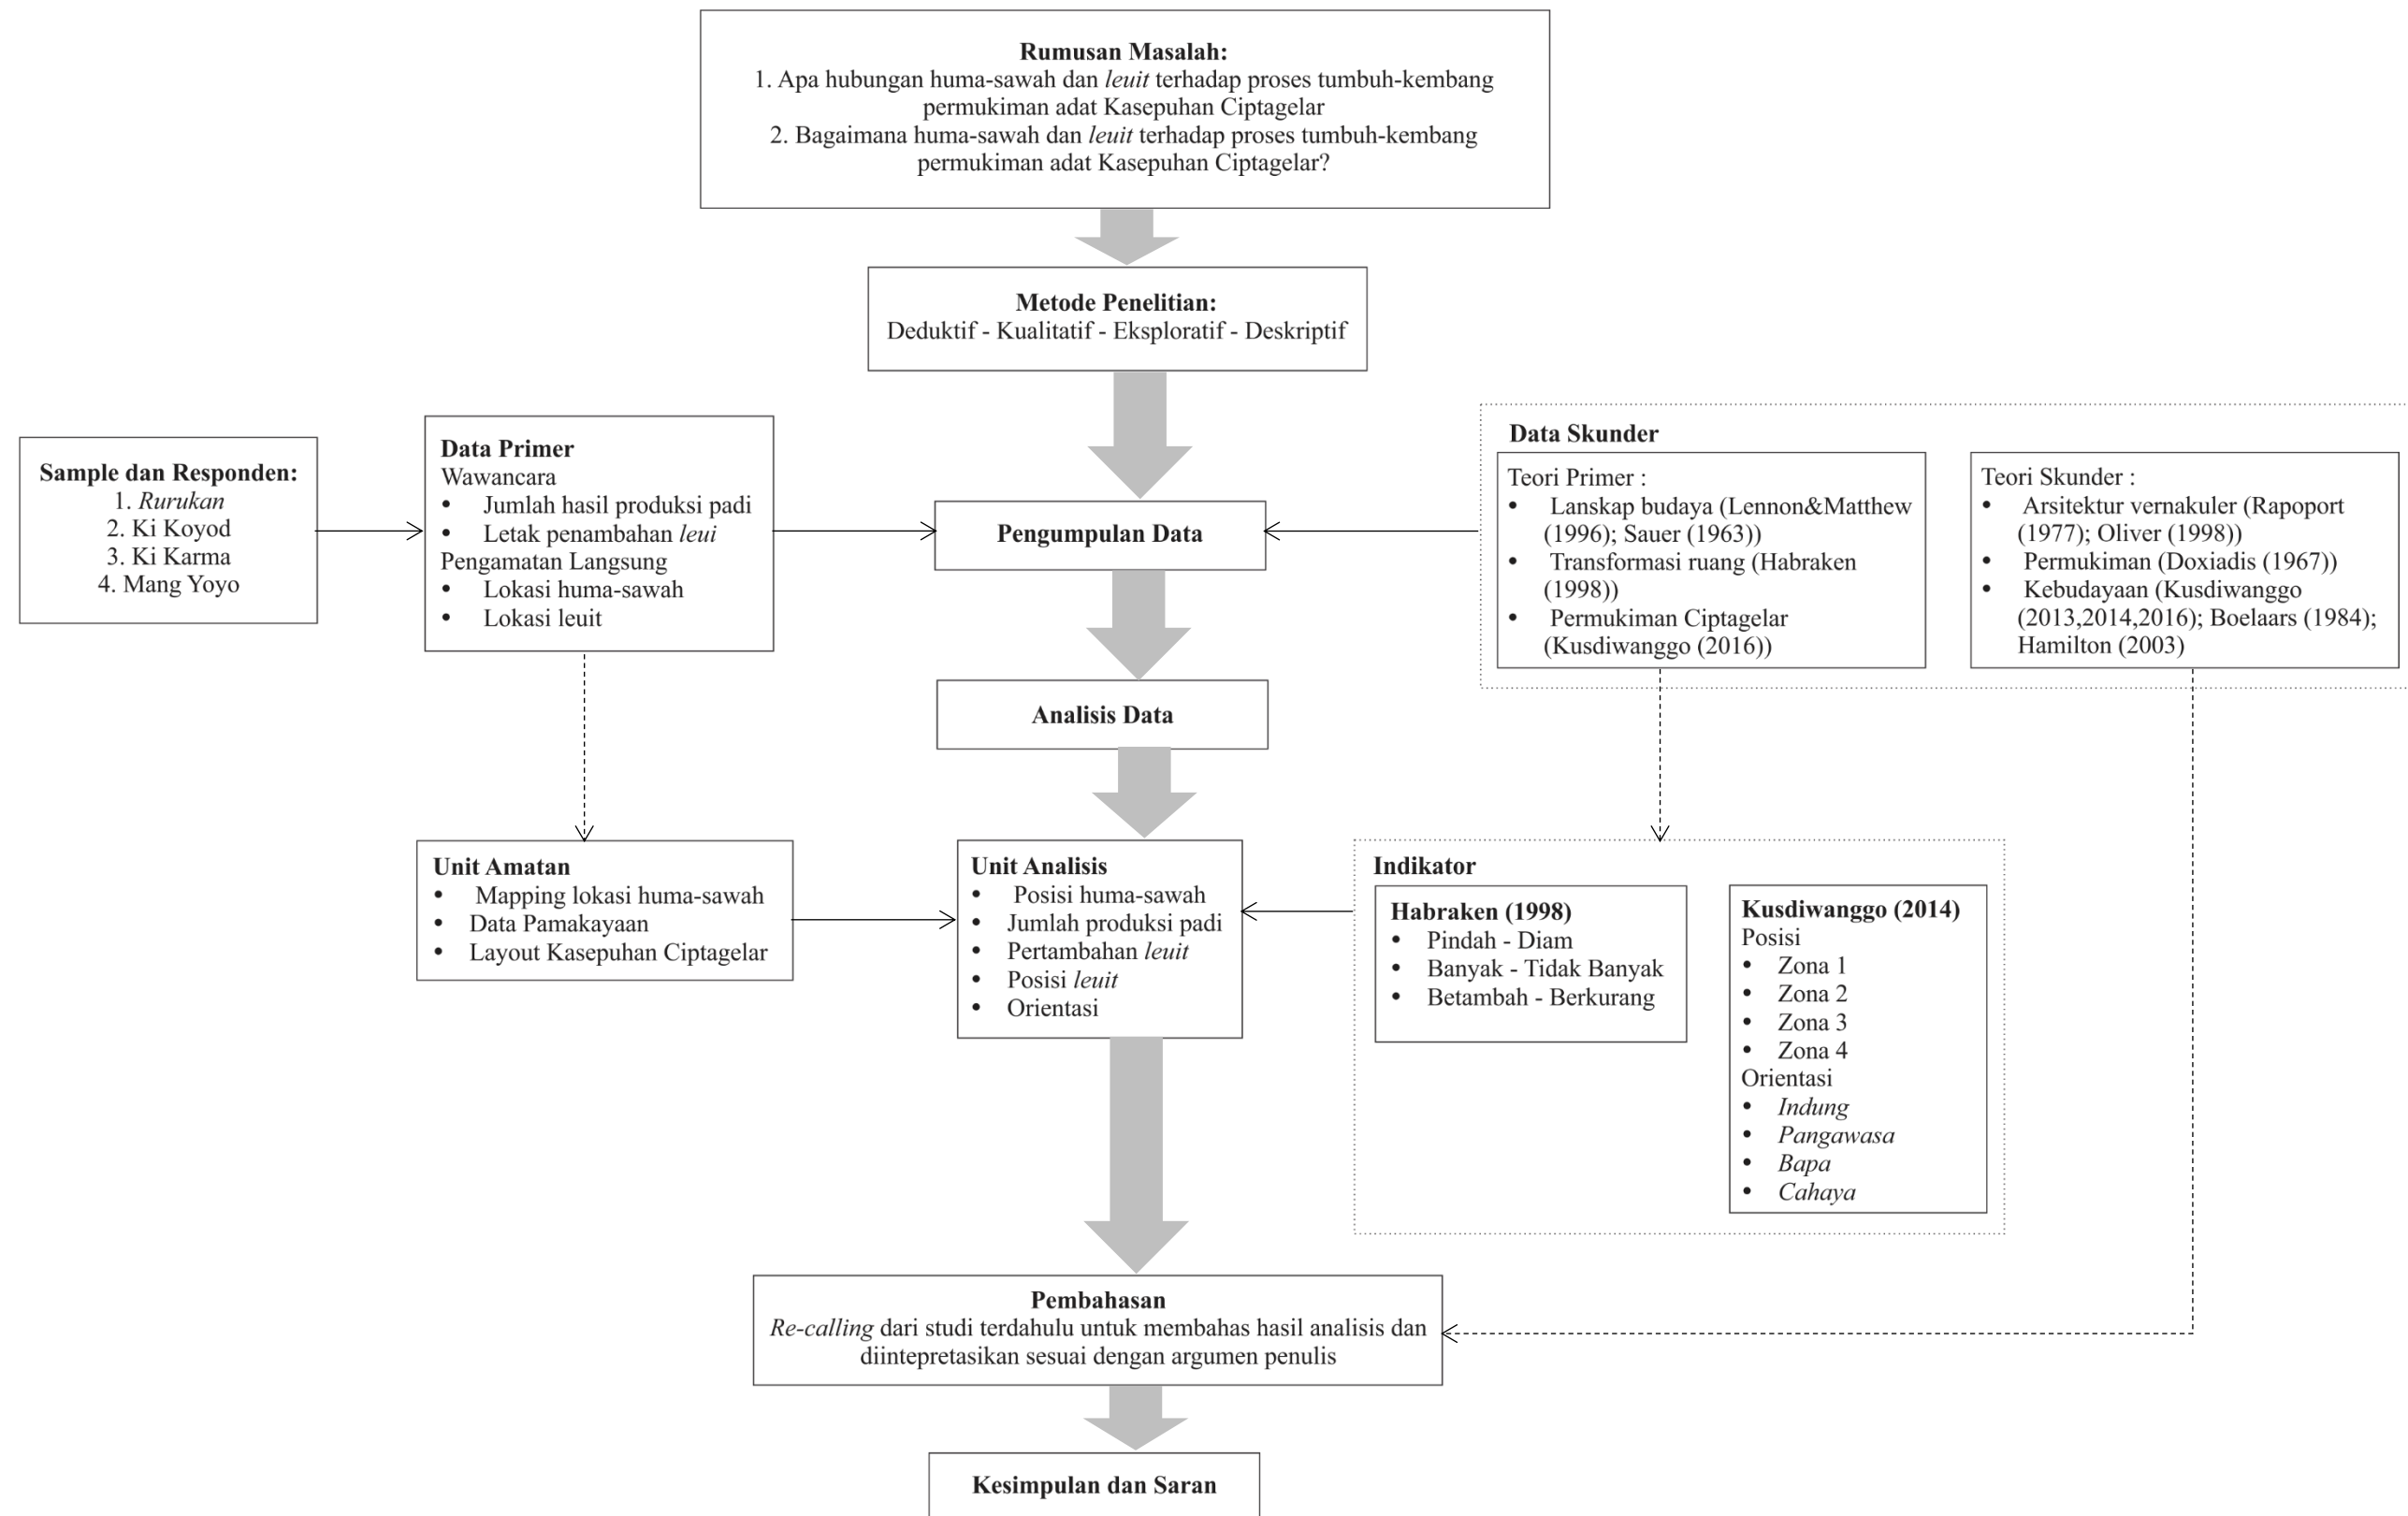 Rumusan Masalah:
1. Apa hubungan huma-sawah dan leuit terhadap proses tumbuh-kembang
permukiman adat Kasepuhan Ciptagelar
2. Bagaimana huma-sawah dan leuit terhadap proses tumbuh-kembang
permukiman adat Kasepuhan Ciptagelar?
Metode Penelitian:
Deduktif - Kualitatif - Eksploratif - Deskriptif
Sample dan Responden:
1. Rurukan
2. Ki Koyod
3. Ki Karma
4. Mang Yoyo
Data Primer
Wawancara
• Jumlah hasil produksi padi
• Letak penambahan leui
Pengamatan Langsung
• Lokasi huma-sawah
• Lokasi leuit
Pengumpulan Data
Data Skunder
Teori Primer :
• Lanskap budaya (Lennon&Matthew
(1996); Sauer (1963))
• Transformasi ruang (Habraken
(1998))
• Permukiman Ciptagelar
(Kusdiwanggo (2016))
Teori Skunder :
• Arsitektur vernakuler (Rapoport
(1977); Oliver (1998))
• Permukiman (Doxiadis (1967))
• Kebudayaan (Kusdiwanggo
(2013,2014,2016); Boelaars (1984);
Hamilton (2003)
Analisis Data
Unit Amatan
• Mapping lokasi huma-sawah
• Data Pamakayaan
• Layout Kasepuhan Ciptagelar
Unit Analisis
• Posisi huma-sawah
• Jumlah produksi padi
• Pertambahan leuit
• Posisi leuit
• Orientasi
Indikator
Habraken (1998)
• Pindah - Diam
• Banyak - Tidak Banyak
• Betambah - Berkurang
Kusdiwanggo (2014)
Posisi
• Zona 1
• Zona 2
• Zona 3
• Zona 4
Orientasi
• Indung
• Pangawasa
• Bapa
• Cahaya
Pembahasan
Re-calling dari studi terdahulu untuk membahas hasil analisis dan
diintepretasikan sesuai dengan argumen penulis
Kesimpulan dan Saran